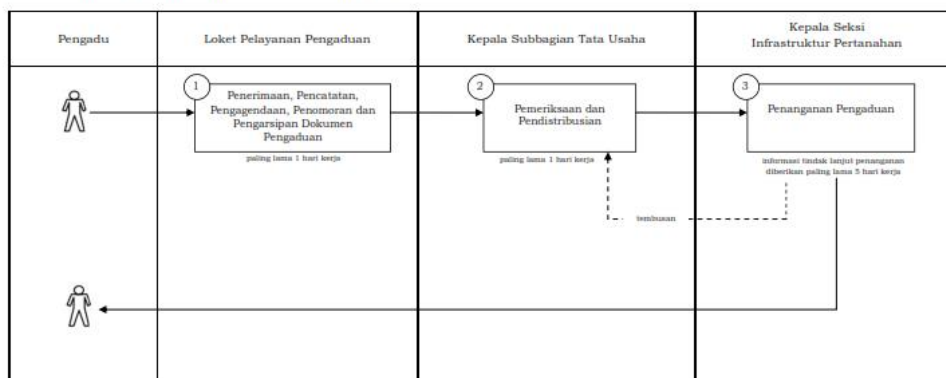 Pengadu
Loket Pelayanan Pengaduan
Kepala Subbagian Tata Usaha
Kepala Seksi
Infrastruktur Pertanahan
1
Penerimaan, Pencatatan,
Pengagendaan, Penomoran dan
Pengarsipan Dokumen
Pengaduan
paling lama 1 hari kerja
2
Pemeriksaan dan
Pendistribusian
paling lama 1 hari kerja
3
Penanganan Pengaduan
informasi tindak lanjut penanganan
diberikan paling lama 5 hari kerja
tembusan